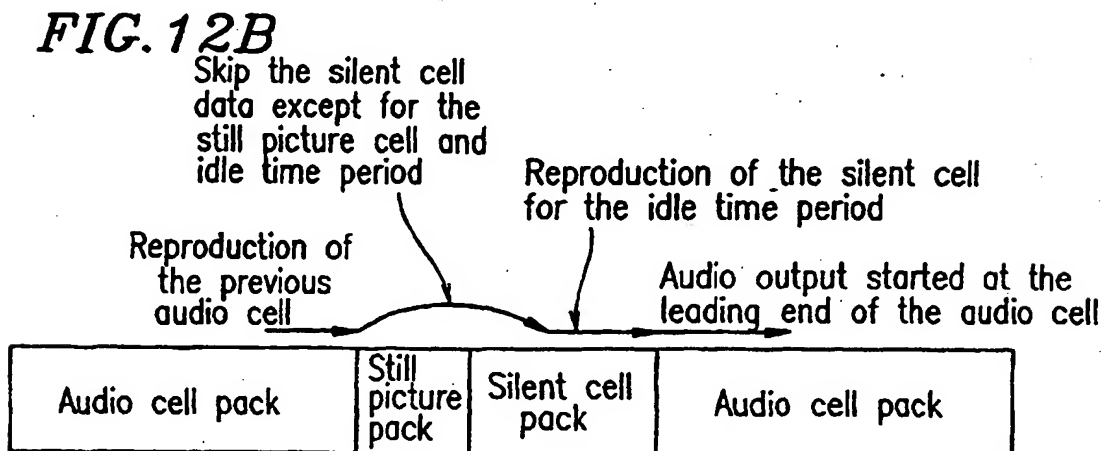 FIG. 12B
Skip the silent cell
data except for the
still picture cell and
idle time period
Reproduction of the silent cell
for the idle time period
Reproduction of
the previous
audio cell
Audio output started at the
leading end of the audio cell
Audio cell pack
Still
picture
pack
Silent cell
pack
Audio cell pack